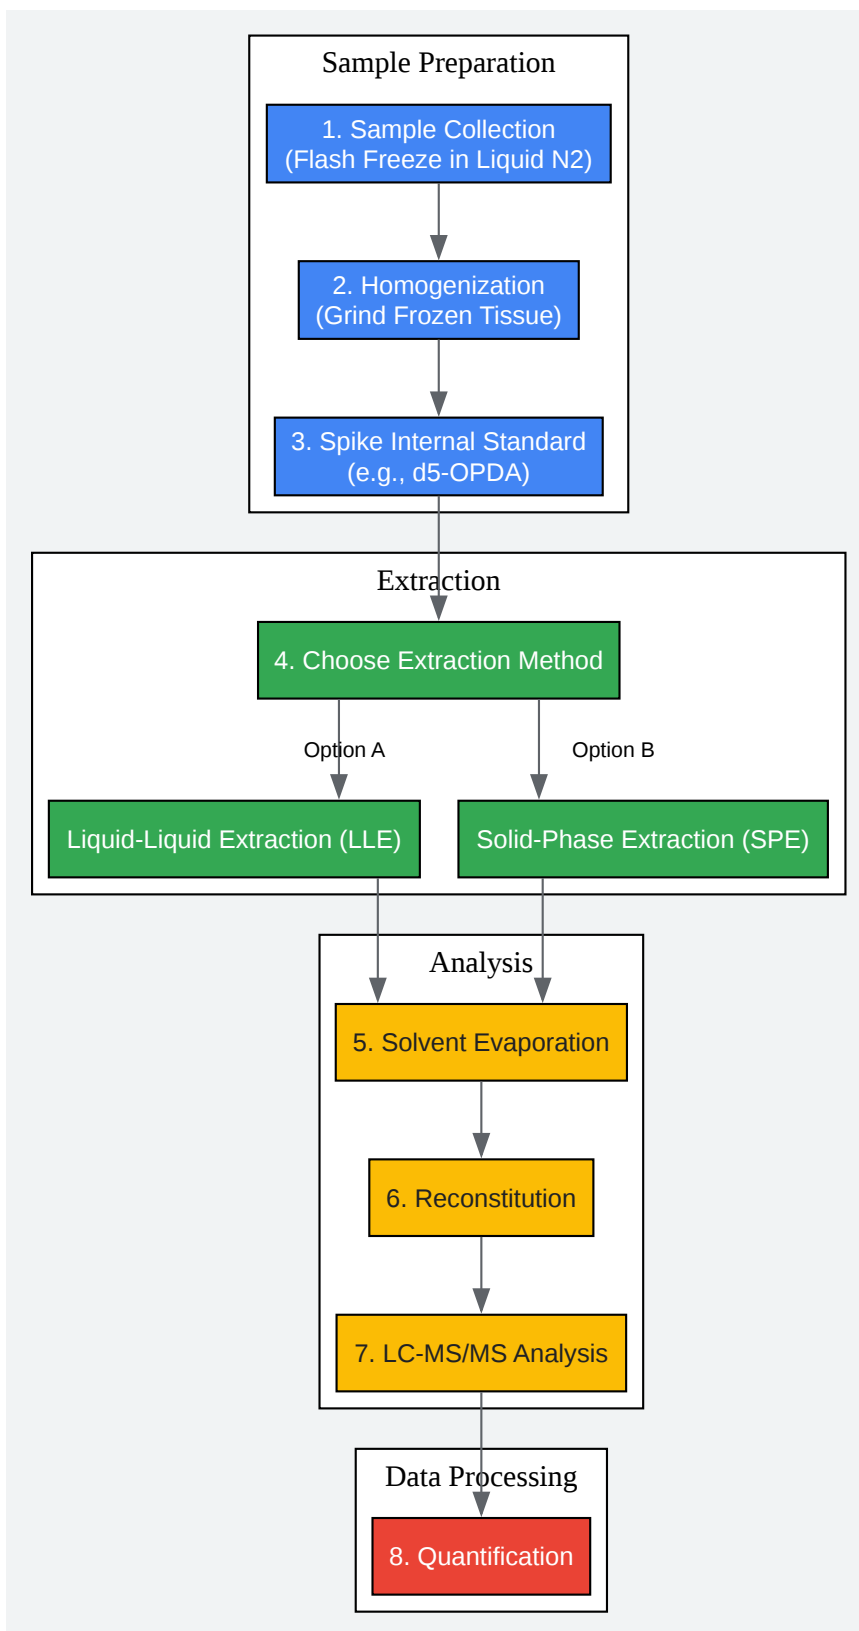 Sample Preparation
1. Sample Collection
(Flash Freeze in Liquid N2)
2. Homogenization
(Grind Frozen Tissue)
3. Spike Internal Standard
(e.g., d5-OPDA)
Extraction
4. Choose Extraction Method
Option A
Option B
Liquid-Liquid Extraction (LLE)
Solid-Phase Extraction (SPE)
Analysis
5. Solvent Evaporation
6. Reconstitution
7. LC-MS/MS Analysis
Data Processing
8. Quantification